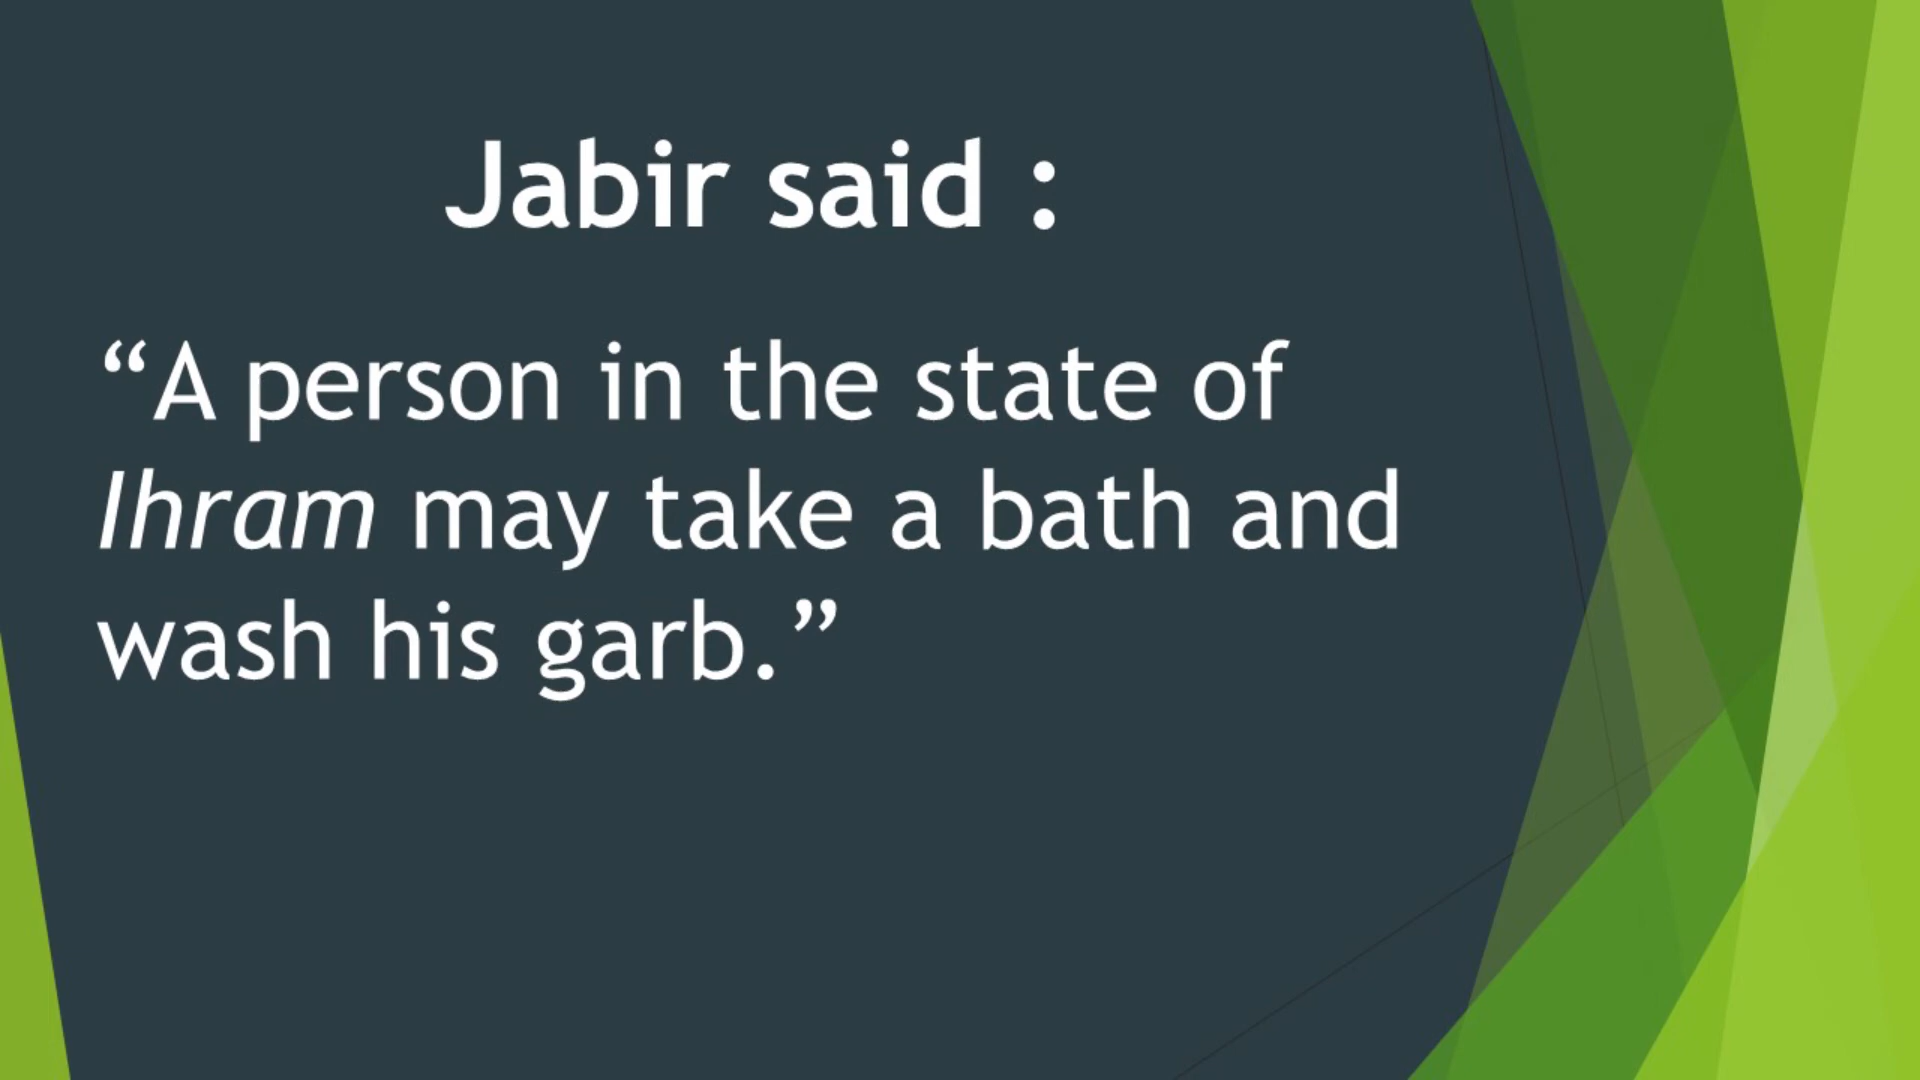 Jabir said :
“A person in the state of
Ihram may take a bath and
wash his garb.”